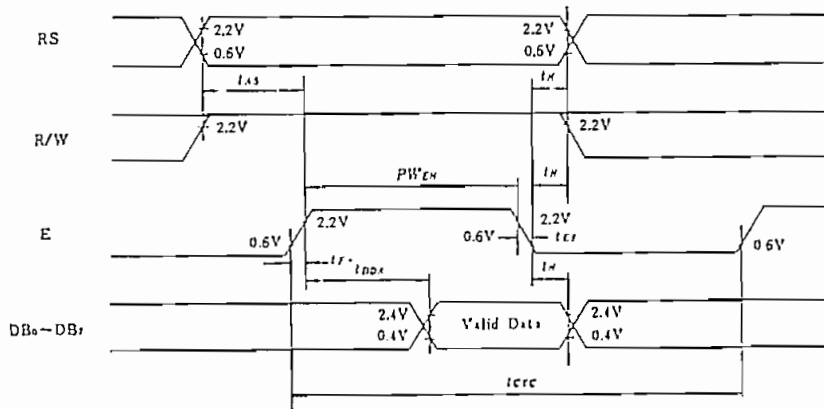 RS
2.2V
0.6V
2.2V
0.6V
tAS
tH
R/W
2.2V
2.2V
PWEH
tH
E
0.6V
2.2V
0.6V
2.2V
tEf
0.6V
tEr
tDDR
tH
DB0~DB7
2.4V
0.4V
Valid Data
2.4V
0.4V
tCYC